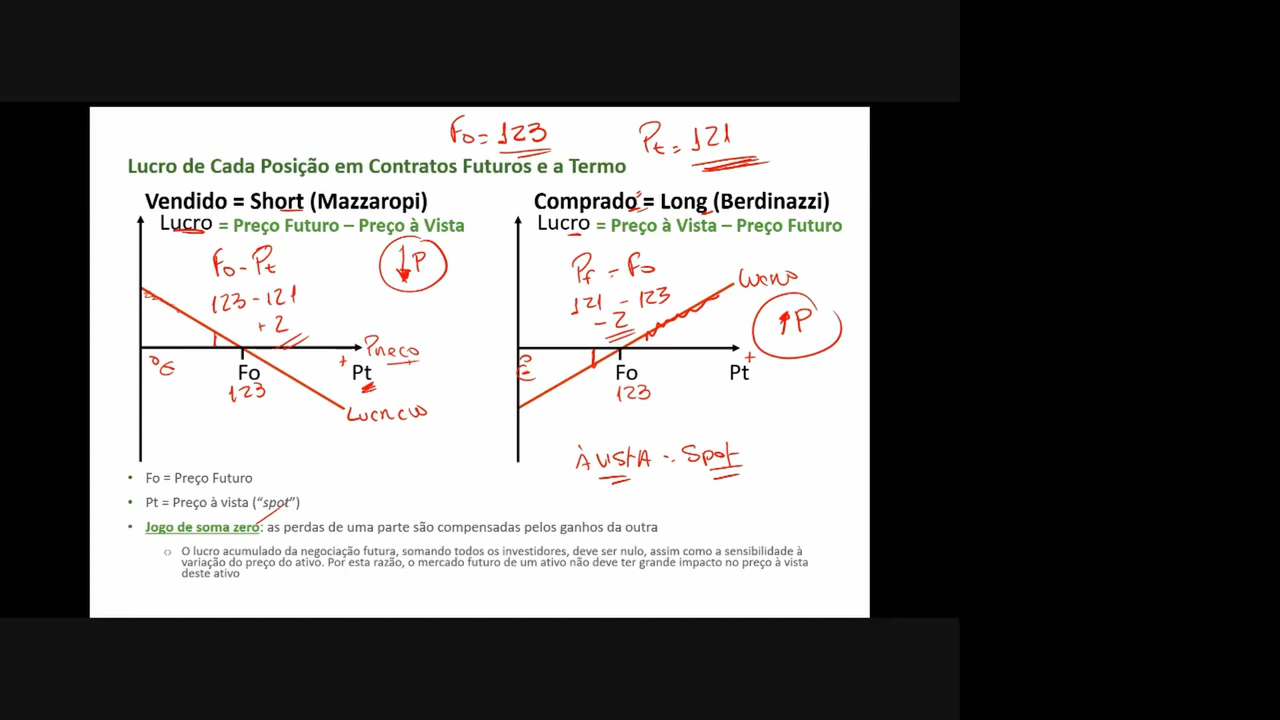 Fo = 123
Pt = 121
Lucro de Cada Posição em Contratos Futuros e a Termo
Vendido = Short (Mazzaropi)
Lucro = Preço Futuro – Preço à Vista
Fo - Pt
↓P
123 - 121
+ 2
+ Preço
Fo
Pt
123
Comprado = Long (Berdinazzi)
Lucro = Preço à Vista – Preço Futuro
Pt - Fo
Lucro
121 - 123
- 2
↑P
+
Fo
Pt
123
À VISTA = Spot
• Fo = Preço Futuro
• Pt = Preço à vista (“spot”)
• Jogo de soma zero: as perdas de uma parte são compensadas pelos ganhos da outra
○ O lucro acumulado da negociação futura, somando todos os investidores, deve ser nulo, assim como a sensibilidade à
variação do preço do ativo. Por esta razão, o mercado futuro de um ativo não deve ter grande impacto no preço à vista
deste ativo